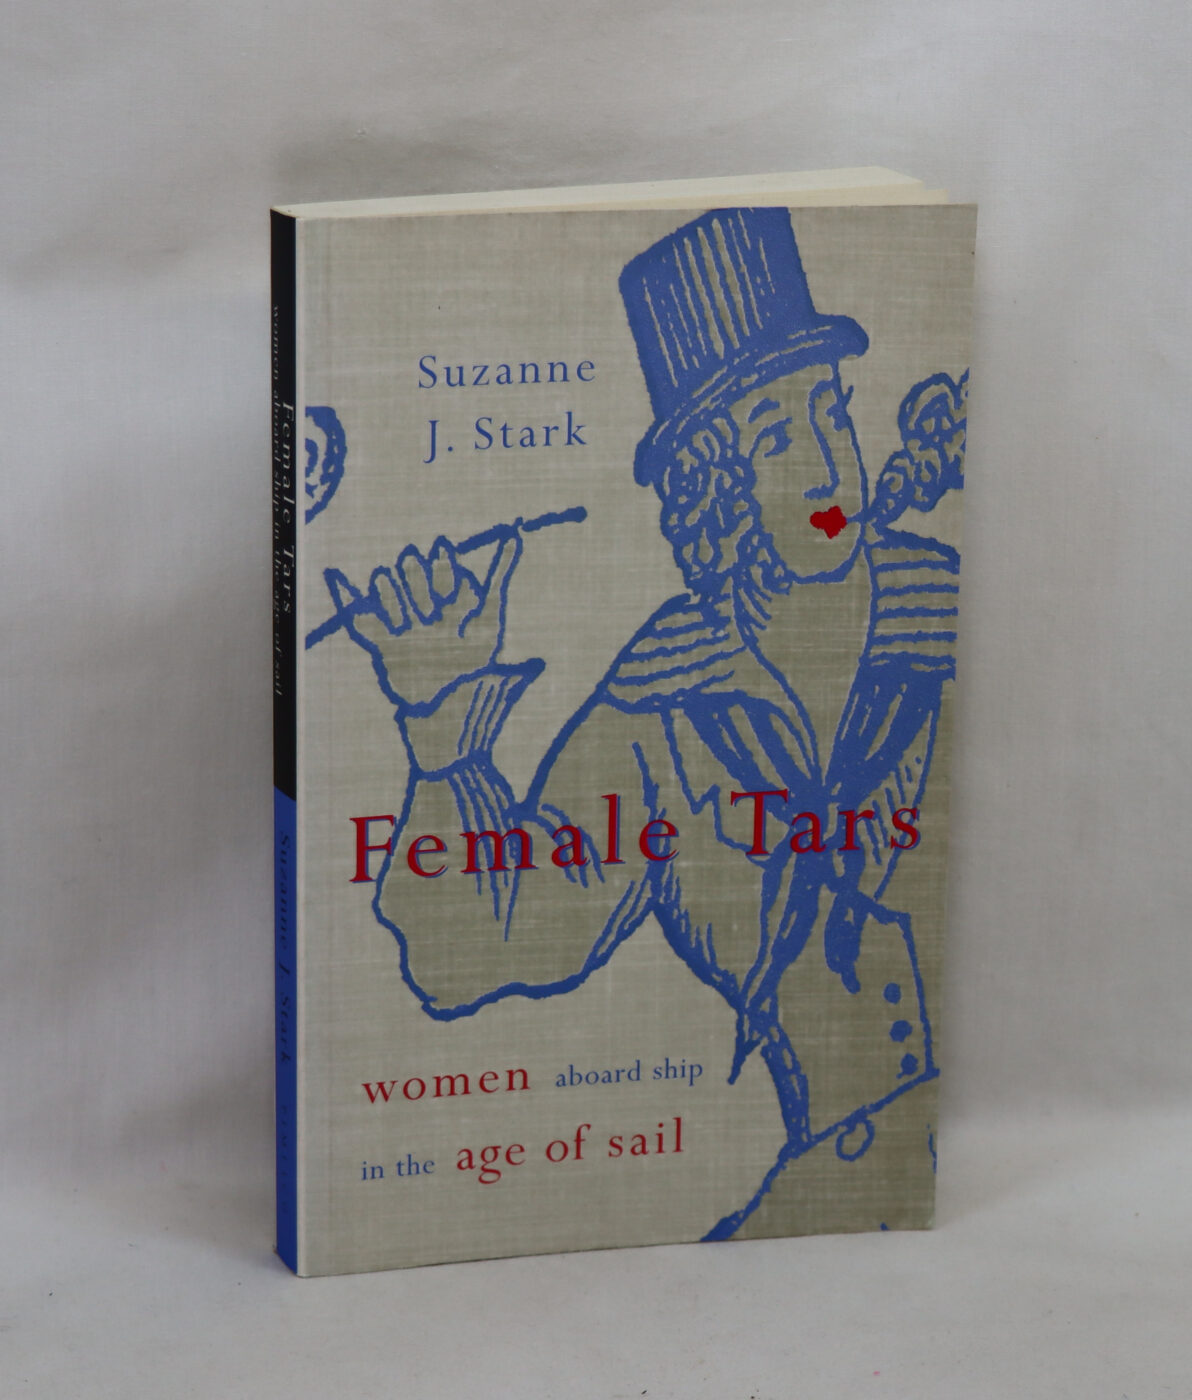 Suzanne
J. Stark
Female Tars
women aboard ship
in the age of sail
Female Tars
women aboard ship in the age of sail
Suzanne J. Stark
PIMLICO